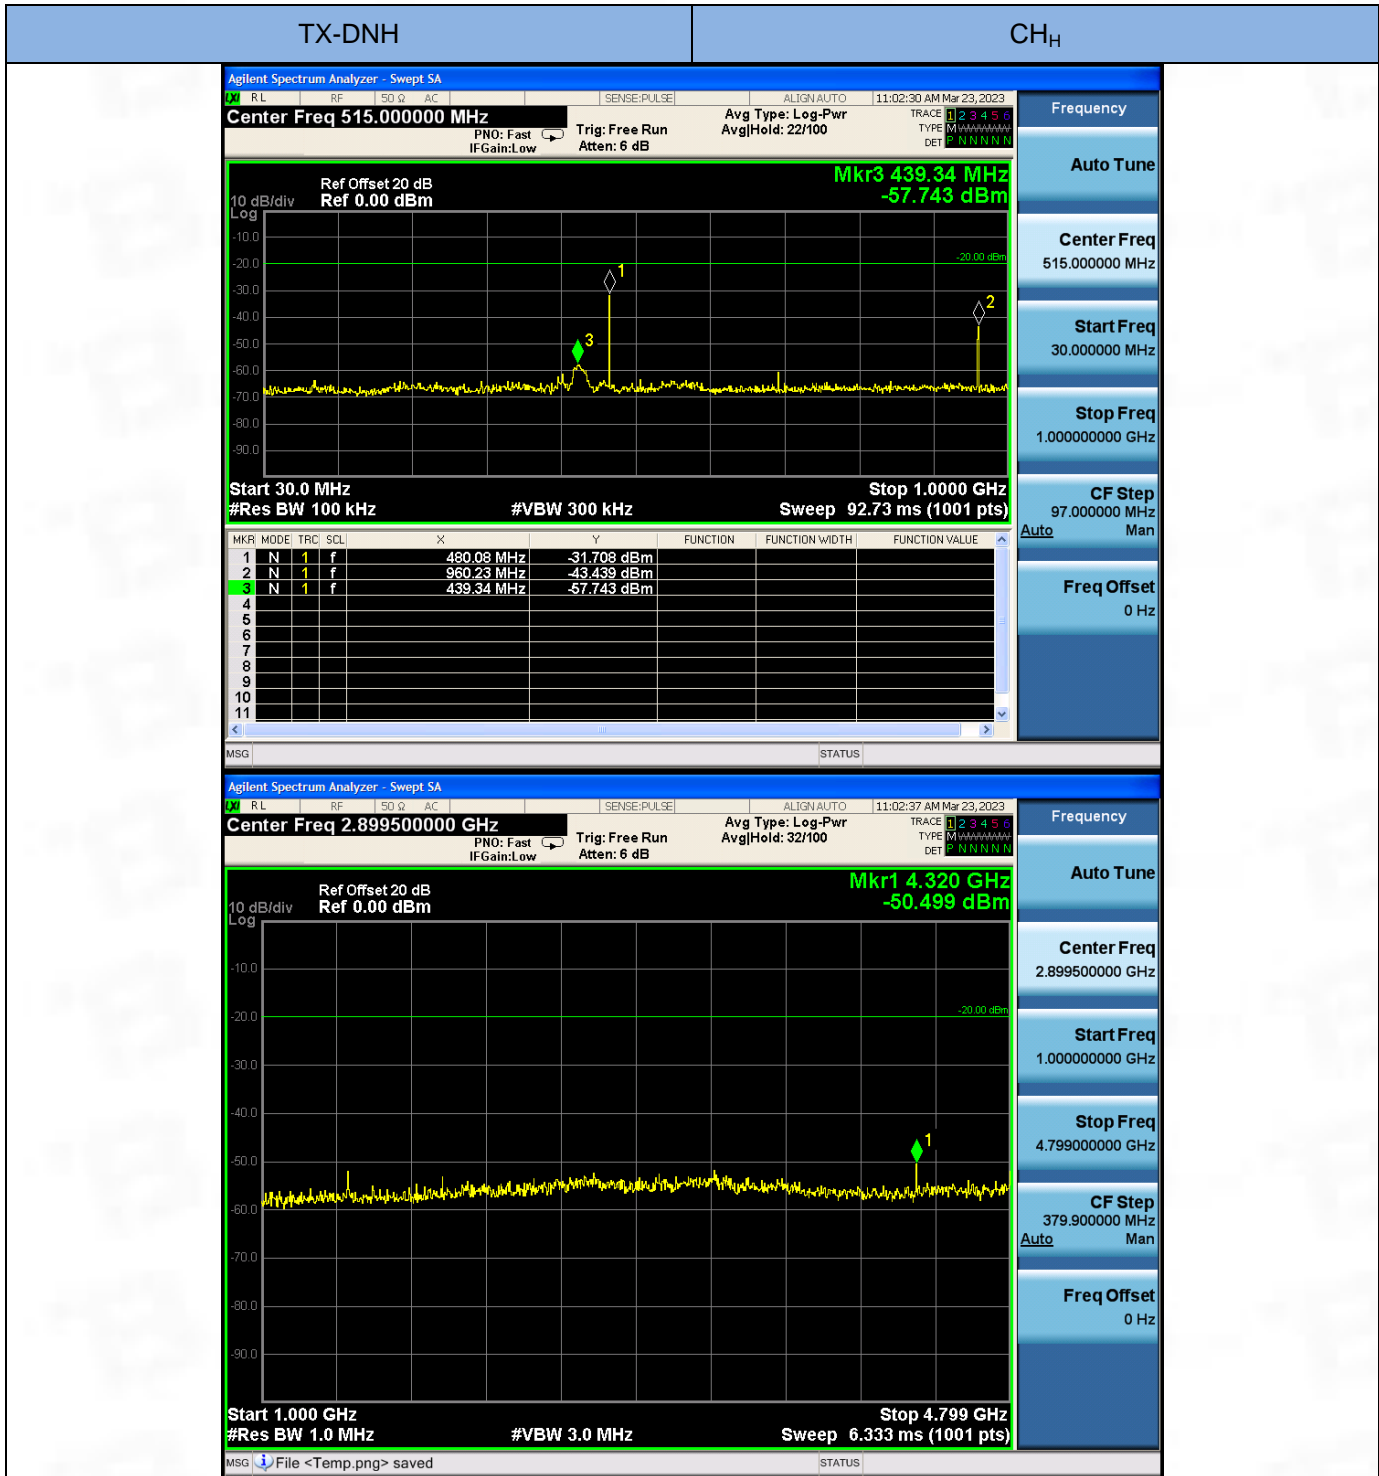 TX-DNH
CHH
Agilent Spectrum Analyzer - Swept SA
LXI RL RF 50 Ω AC SENSE:PULSE ALIGN AUTO 11:02:30 AM Mar 23, 2023
Center Freq 515.000000 MHz
PNO: Fast
IFGain:Low
Trig: Free Run
Atten: 6 dB
Avg Type: Log-Pwr
Avg|Hold: 22/100
TRACE 1 2 3 4 5 6
TYPE M WWWWW
DET P N N N N N
Mkr3 439.34 MHz
-57.743 dBm
Ref Offset 20 dB
10 dB/div Ref 0.00 dBm
Log
-10.0
-20.0
-30.0
-40.0
-50.0
-60.0
-70.0
-80.0
-90.0
-20.00 dBm
1
2
3
Start 30.0 MHz Stop 1.0000 GHz
#Res BW 100 kHz #VBW 300 kHz Sweep 92.73 ms (1001 pts)
MKR MODE TRC SCL X Y FUNCTION FUNCTION WIDTH FUNCTION VALUE
1 N 1 f 480.08 MHz -31.708 dBm
2 N 1 f 960.23 MHz -43.439 dBm
3 N 1 f 439.34 MHz -57.743 dBm
4
5
6
7
8
9
10
11
MSG STATUS
Frequency
Auto Tune
Center Freq
515.000000 MHz
Start Freq
30.000000 MHz
Stop Freq
1.000000000 GHz
CF Step
97.000000 MHz
Auto Man
Freq Offset
0 Hz
Agilent Spectrum Analyzer - Swept SA
LXI RL RF 50 Ω AC SENSE:PULSE ALIGN AUTO 11:02:37 AM Mar 23, 2023
Center Freq 2.899500000 GHz
PNO: Fast
IFGain:Low
Trig: Free Run
Atten: 6 dB
Avg Type: Log-Pwr
Avg|Hold: 32/100
TRACE 1 2 3 4 5 6
TYPE M WWWWW
DET P N N N N N
Mkr1 4.320 GHz
-50.499 dBm
Ref Offset 20 dB
10 dB/div Ref 0.00 dBm
Log
-10.0
-20.0
-30.0
-40.0
-50.0
-60.0
-70.0
-80.0
-90.0
-20.00 dBm
1
Start 1.000 GHz Stop 4.799 GHz
#Res BW 1.0 MHz #VBW 3.0 MHz Sweep 6.333 ms (1001 pts)
MSG File <Temp.png> saved STATUS
Frequency
Auto Tune
Center Freq
2.899500000 GHz
Start Freq
1.000000000 GHz
Stop Freq
4.799000000 GHz
CF Step
379.900000 MHz
Auto Man
Freq Offset
0 Hz